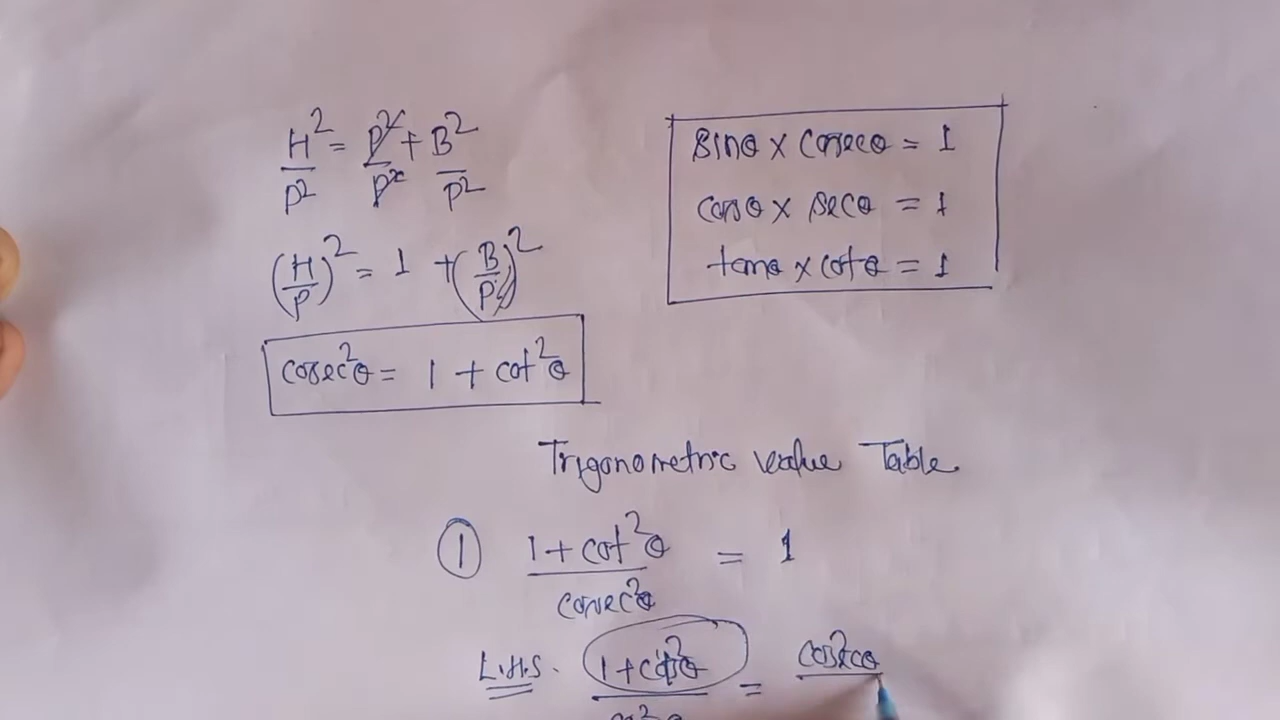 H² = P² + B²
P² P² P²
(H/P)² = 1 + (B/P)²
cosec²θ = 1 + cot²θ
sinθ × cosecθ = 1
cosθ × secθ = 1
tanθ × cotθ = 1
Trigonometric value Table
① 1 + cot²θ = 1
cosec²θ
L.H.S. 1 + cot²θ = cosec²θ